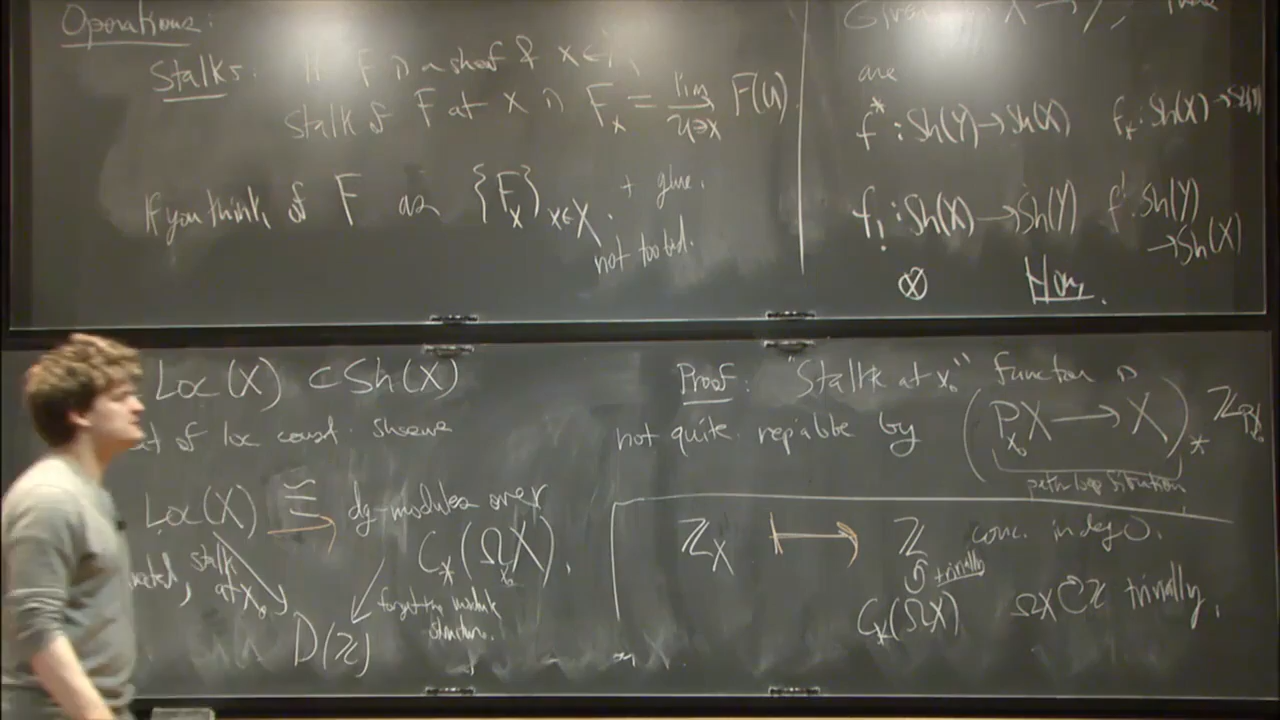 Operations:
Stalks: If F is a sheaf & x ∈
stalk of F at x is F_x = lim_{→ U∋x} F(U).
If you think of F as {F_x}_{x∈X} + glue.
not too bad.
Given f: X → Y, there
are
f^* : Sh(Y) → Sh(X) f_* : Sh(X) → Sh(Y)
f_! : Sh(X) → Sh(Y) f^! : Sh(Y)
→ Sh(X)
⊗ Hom.
Loc(X) ⊂ Sh(X)
cat of loc const. sheaves
Loc(X) ≅ dg-modules over
C_*(Ω_{x_0}X).
stalk
at x_0
forget the module
structure.
D(ℤ)
Proof: "Stalk at x_0" function is
not quite repable by (P_{x_0}X → X)_* ℤ
path loop
ℤ_X ↦ ℤ conc. in deg 0.
trivially
C_*(ΩX) ΩX ↻ ℤ trivially.